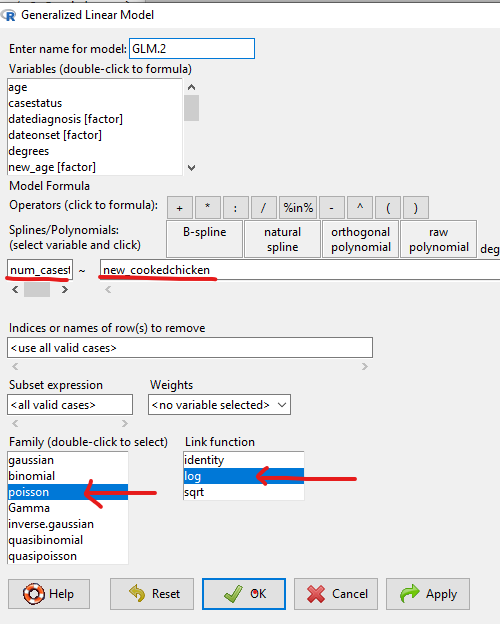 Generalized Linear Model
Enter name for model: GLM.2
Variables (double-click to formula)
age
casestatus
datediagnosis [factor]
dateonset [factor]
degrees
new_age [factor]
Model Formula
Operators (click to formula): + * : / %in% - ^ ( )
Splines/Polynomials:
(select variable and click)
B-spline
natural
spline
orthogonal
polynomial
raw
polynomial
deg
num_casest ~ new_cookedchicken
Indices or names of row(s) to remove
<use all valid cases>
Subset expression Weights
<all valid cases> <no variable selected>
Family (double-click to select) Link function
gaussian identity
binomial log
poisson sqrt
Gamma
inverse.gaussian
quasibinomial
quasipoisson
Help Reset OK Cancel Apply